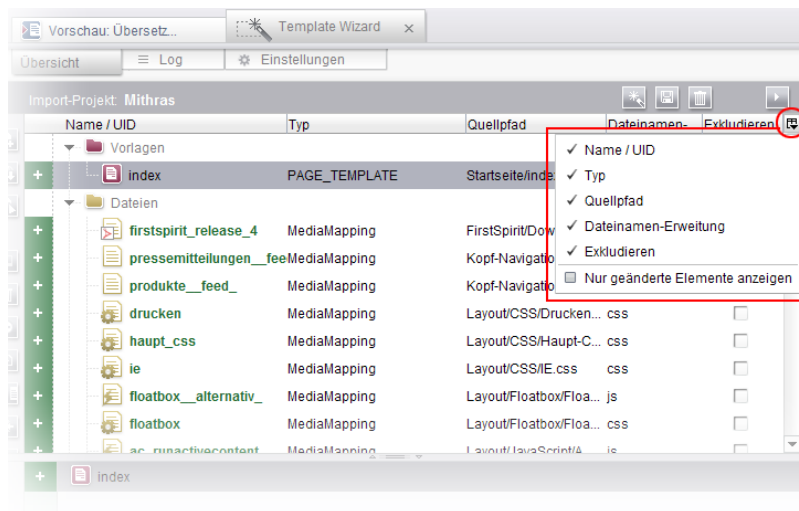 Vorschau: Übersetz...
Template Wizard
Übersicht
Log
Einstellungen
Import-Projekt: Mithras
Name / UID Typ Quellpfad Dateinamen- Exkludieren
Vorlagen
index PAGE_TEMPLATE Startseite/inde
Dateien
firstspirit_release_4 MediaMapping FirstSpirit/Dow
pressemitteilungen__fee MediaMapping Kopf-Navigatio
produkte__feed_ MediaMapping Kopf-Navigatio
drucken MediaMapping Layout/CSS/Drucken... css
haupt_css MediaMapping Layout/CSS/Haupt-C... css
ie MediaMapping Layout/CSS/IE.css css
floatbox__alternativ_ MediaMapping Layout/Floatbox/Floa... js
floatbox MediaMapping Layout/Floatbox/Floa... css
ac_runactivecontent MediaMapping Layout/JavaScript/A... js
Name / UID
Typ
Quellpfad
Dateinamen-Erweitung
Exkludieren
Nur geänderte Elemente anzeigen
index